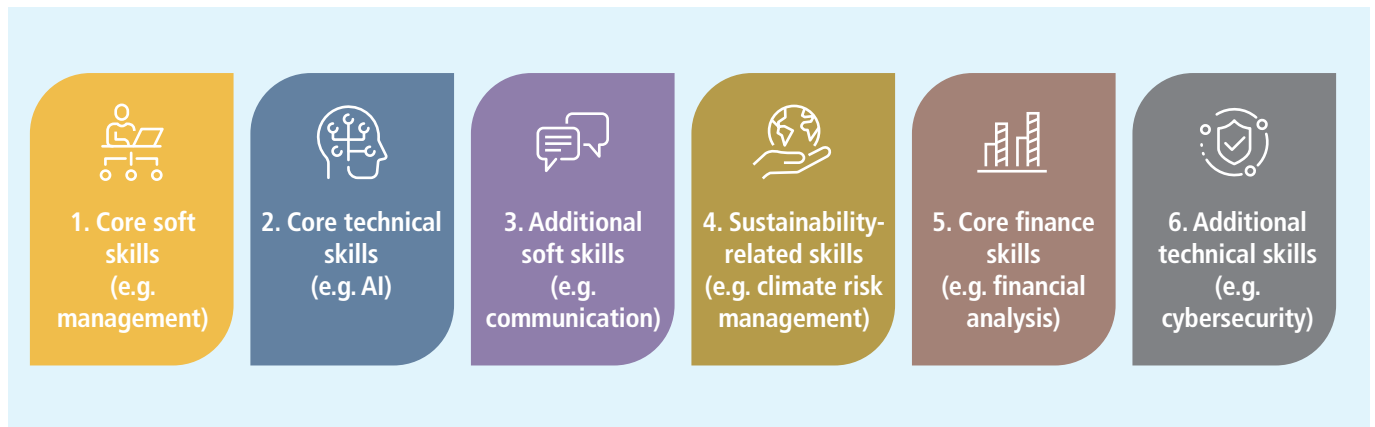 1. Core soft
skills
(e.g.
management)
2. Core technical
skills
(e.g. AI)
3. Additional
soft skills
(e.g.
communication)
4. Sustainability-
related skills
(e.g. climate risk
management)
5. Core finance
skills
(e.g. financial
analysis)
6. Additional
technical skills
(e.g.
cybersecurity)